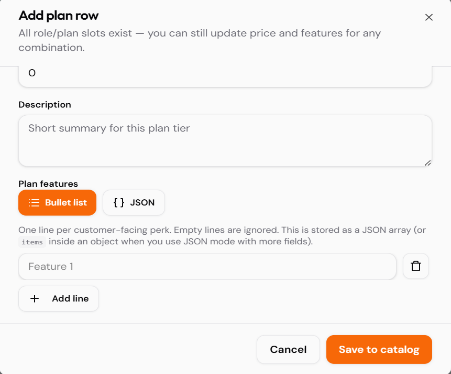 Add plan row
All role/plan slots exist — you can still update price and features for any
combination.
0
Description
Short summary for this plan tier
Plan features
Bullet list
{ } JSON
One line per customer-facing perk. Empty lines are ignored. This is stored as a JSON array (or
items inside an object when you use JSON mode with more fields).
Feature 1
+ Add line
Cancel
Save to catalog